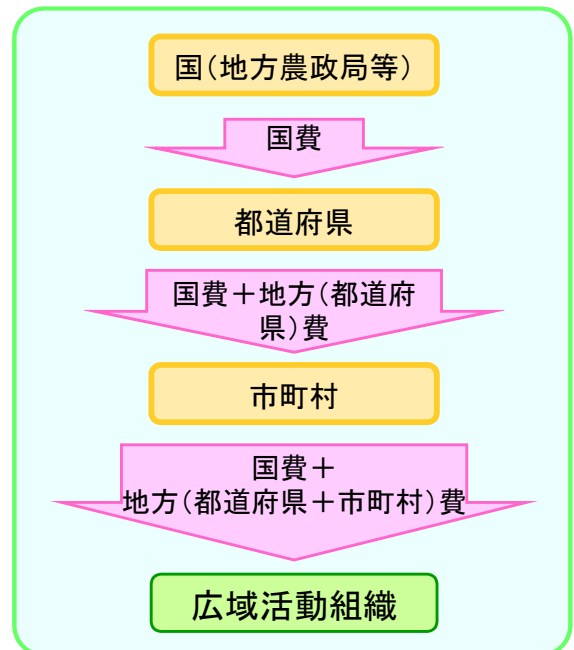 国（地方農政局等）
国費
都道府県
国費＋地方（都道府
県）費
市町村
国費＋
地方（都道府県＋市町村）費
広域活動組織